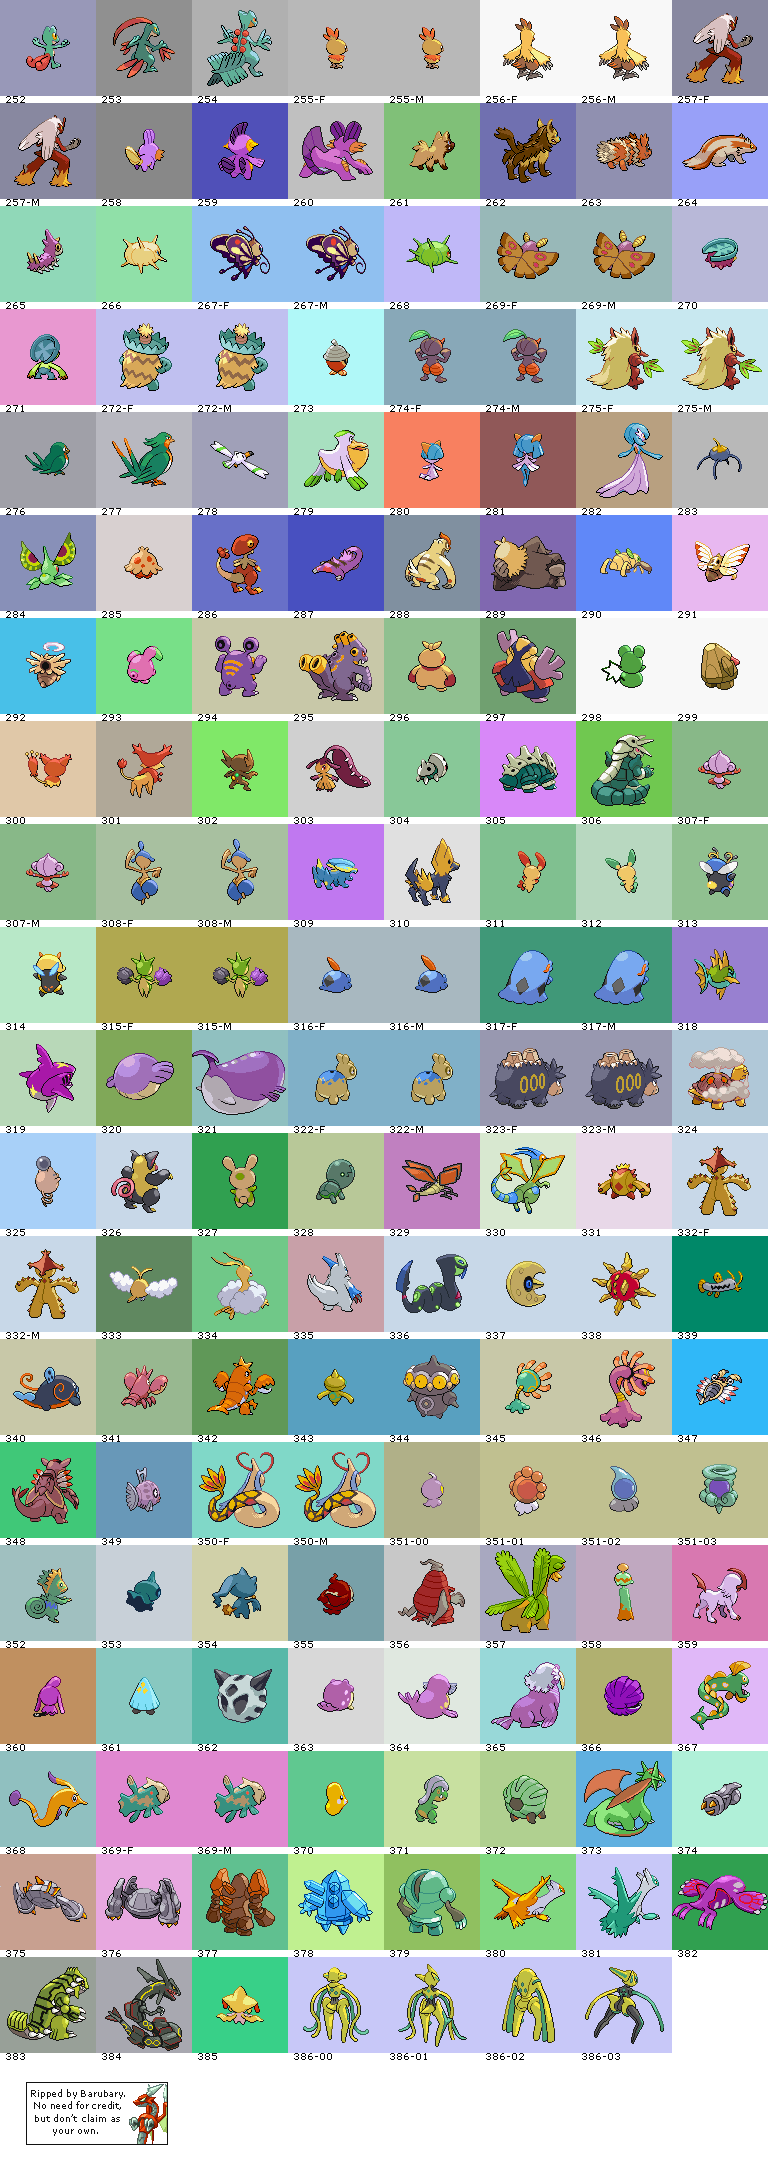 252 253 254 255-F 255-M 256-F 256-M 257-F
257-M 258 259 260 261 262 263 264
265 266 267-F 267-M 268 269-F 269-M 270
271 272-F 272-M 273 274-F 274-M 275-F 275-M
276 277 278 279 280 281 282 283
284 285 286 287 288 289 290 291
292 293 294 295 296 297 298 299
300 301 302 303 304 305 306 307-F
307-M 308-F 308-M 309 310 311 312 313
314 315-F 315-M 316-F 316-M 317-F 317-M 318
319 320 321 322-F 322-M 323-F 323-M 324
325 326 327 328 329 330 331 332-F
332-M 333 334 335 336 337 338 339
340 341 342 343 344 345 346 347
348 349 350-F 350-M 351-00 351-01 351-02 351-03
352 353 354 355 356 357 358 359
360 361 362 363 364 365 366 367
368 369-F 369-M 370 371 372 373 374
375 376 377 378 379 380 381 382
383 384 385 386-00 386-01 386-02 386-03
Ripped by Barubary.
No need for credit,
but don't claim as
your own.